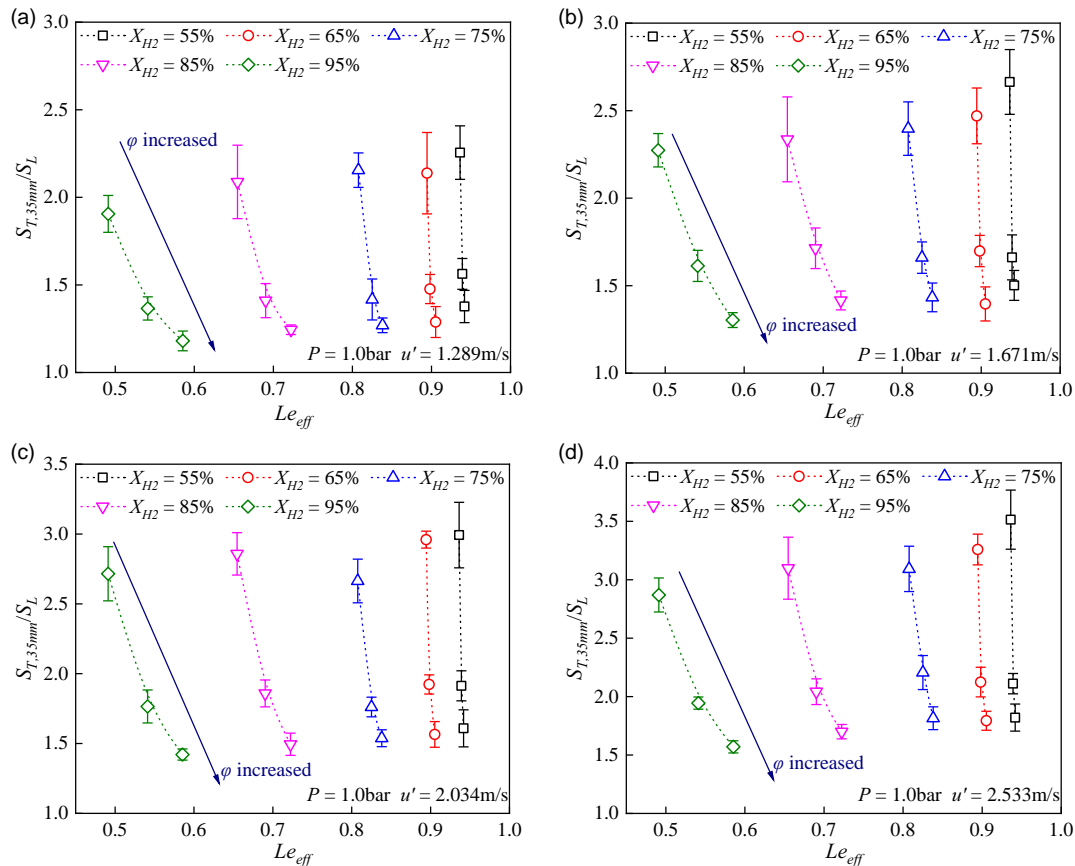 (a)
X_H2 = 55% X_H2 = 65% X_H2 = 75%
X_H2 = 85% X_H2 = 95%
φ increased
P = 1.0bar u' = 1.289m/s
3.0
2.5
2.0
1.5
1.0
0.5 0.6 0.7 0.8 0.9 1.0
S_T,35mm/S_L
Le_eff
(b)
X_H2 = 55% X_H2 = 65% X_H2 = 75%
X_H2 = 85% X_H2 = 95%
φ increased
P = 1.0bar u' = 1.671m/s
3.0
2.5
2.0
1.5
1.0
0.5 0.6 0.7 0.8 0.9 1.0
S_T,35mm/S_L
Le_eff
(c)
X_H2 = 55% X_H2 = 65% X_H2 = 75%
X_H2 = 85% X_H2 = 95%
φ increased
P = 1.0bar u' = 2.034m/s
3.5
3.0
2.5
2.0
1.5
1.0
0.5 0.6 0.7 0.8 0.9 1.0
S_T,35mm/S_L
Le_eff
(d)
X_H2 = 55% X_H2 = 65% X_H2 = 75%
X_H2 = 85% X_H2 = 95%
φ increased
P = 1.0bar u' = 2.533m/s
4.0
3.5
3.0
2.5
2.0
1.5
1.0
0.5 0.6 0.7 0.8 0.9 1.0
S_T,35mm/S_L
Le_eff